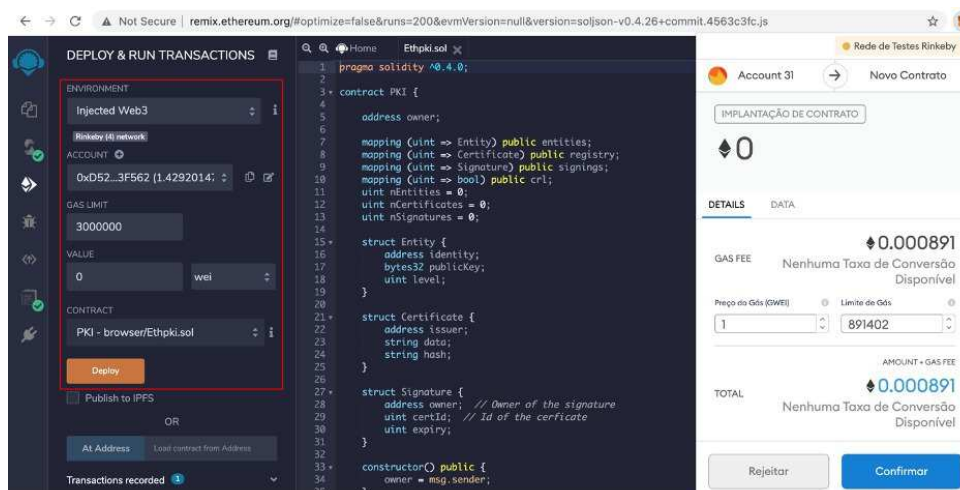 Not Secure | remix.ethereum.org/#optimize=false&runs=200&evmVersion=null&version=soljson-v0.4.26+commit.4563c3fc.js
DEPLOY & RUN TRANSACTIONS
ENVIRONMENT
Injected Web3
Rinkeby (4) network
ACCOUNT
0xD52...3F562 (1.4292014
GAS LIMIT
3000000
VALUE
0 wei
CONTRACT
PKI - browser/Ethpki.sol
Deploy
Publish to IPFS
OR
At Address Load contract from Address
Transactions recorded 1
Home Ethpki.sol
1 pragma solidity ^0.4.0;
2
3 contract PKI {
4
5 address owner;
6
7 mapping (uint => Entity) public entities;
8 mapping (uint => Certificate) public registry;
9 mapping (uint => Signature) public signings;
10 mapping (uint => bool) public crl;
11 uint nEntities = 0;
12 uint nCertificates = 0;
13 uint nSignatures = 0;
14
15 struct Entity {
16 address identity;
17 bytes32 publicKey;
18 uint level;
19 }
20
21 struct Certificate {
22 address issuer;
23 string data;
24 string hash;
25 }
26
27 struct Signature {
28 address owner; // Owner of the signature
29 uint certId; // Id of the cerficate
30 uint expiry;
31 }
32
33 constructor() public {
34 owner = msg.sender;
Rede de Testes Rinkeby
Account 31 Novo Contrato
IMPLANTAÇÃO DE CONTRATO
0
DETAILS DATA
GAS FEE 0.000891
Nenhuma Taxa de Conversão
Disponível
Preço do Gás (GWEI) Limite de Gás
1 891402
AMOUNT + GAS FEE
TOTAL 0.000891
Nenhuma Taxa de Conversão
Disponível
Rejeitar Confirmar